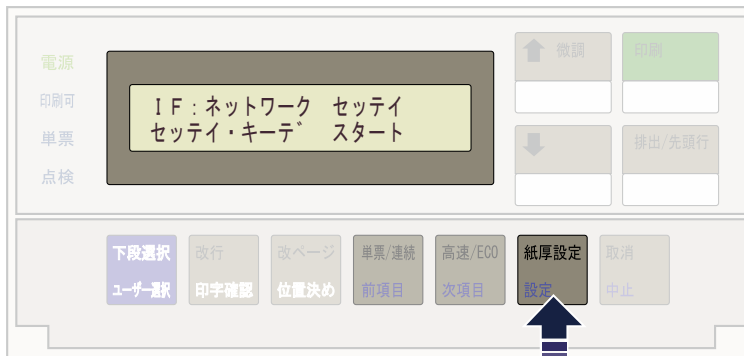 電源
印刷可
単票
点検
IF:ネットワーク セッテイ
セッテイ・キーデ スタート
微調
印刷
排出/先頭行
下段選択
ユーザー選択
改行
印字確認
改ページ
位置決め
単票/連続
前項目
高速/ECO
次項目
紙厚設定
設定
取消
中止